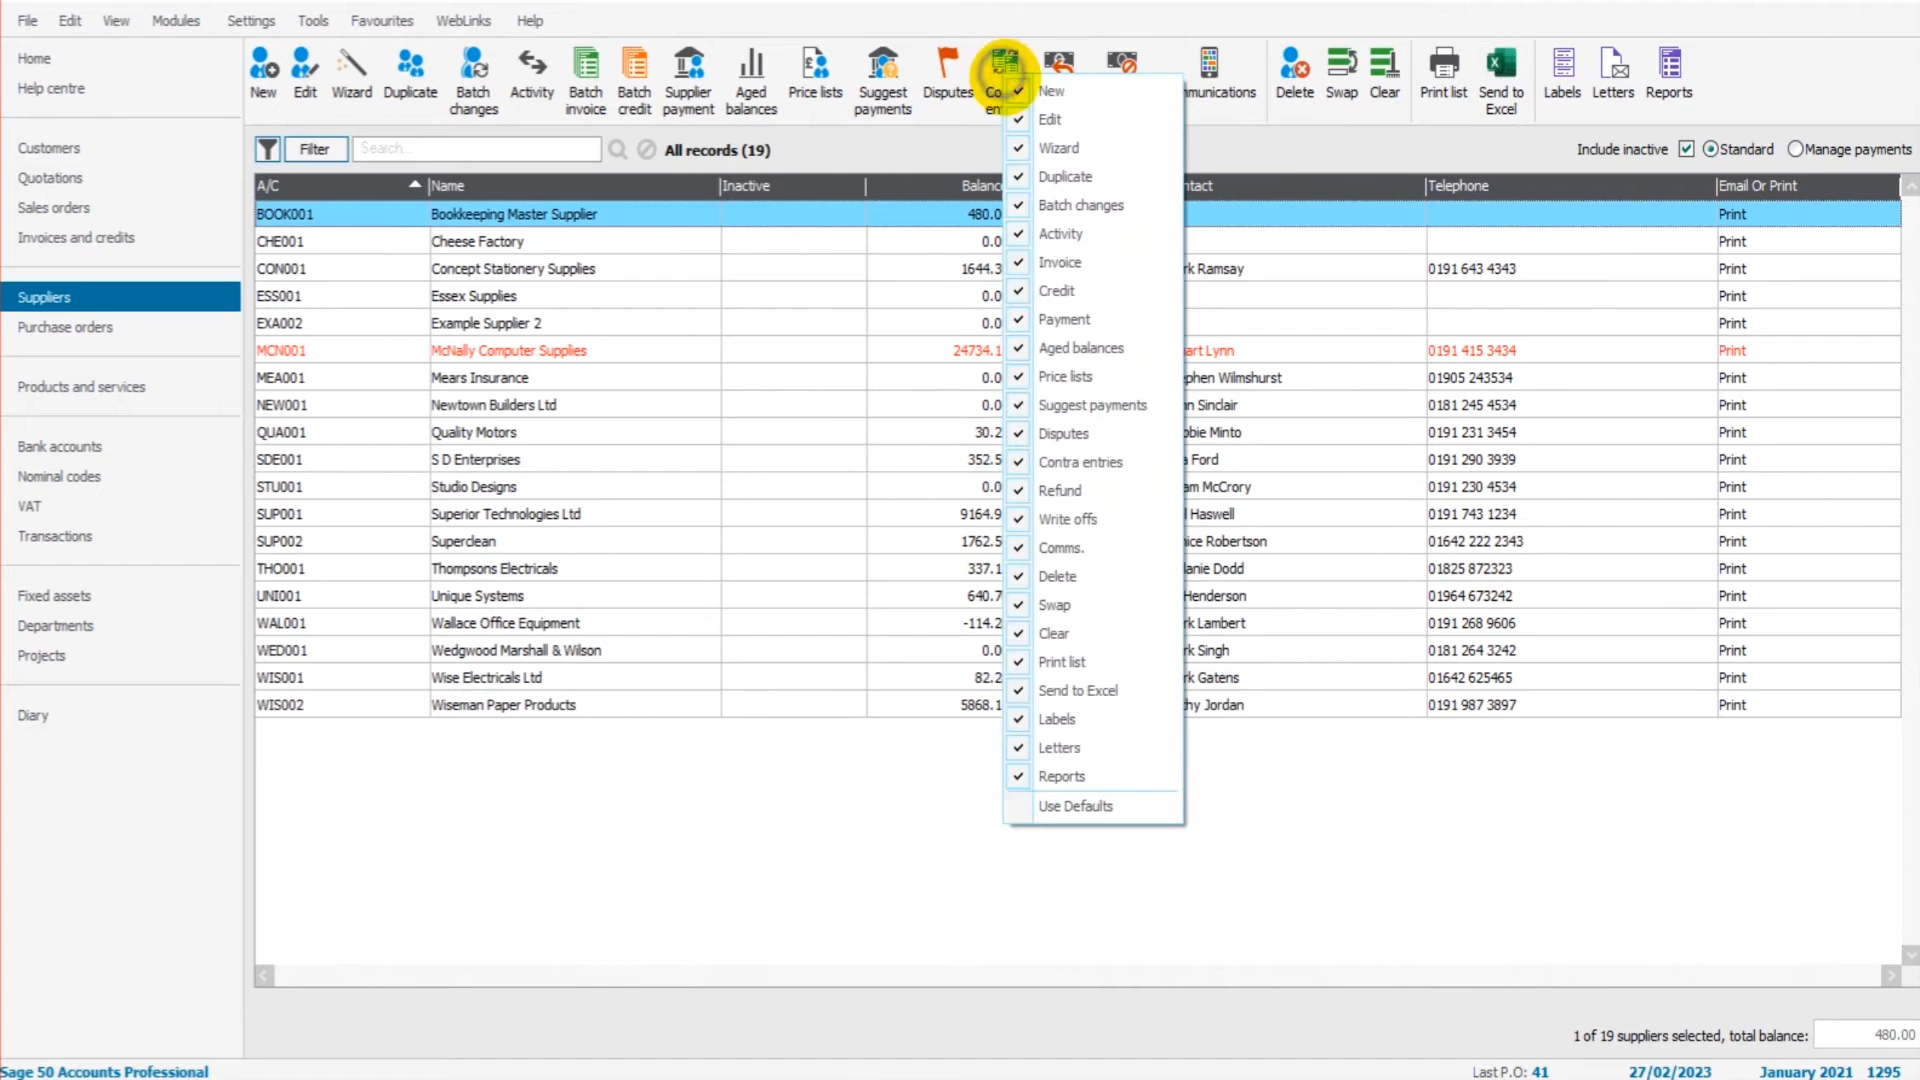 File Edit View Modules Settings Tools Favourites WebLinks Help
Home
Help centre
Customers
Quotations
Sales orders
Invoices and credits
Suppliers
Purchase orders
Products and services
Bank accounts
Nominal codes
VAT
Transactions
Fixed assets
Departments
Projects
Diary
New Edit Wizard Duplicate Batch changes Activity Batch invoice Batch credit Supplier payment Aged balances Price lists Suggest payments Disputes Co en munications Delete Swap Clear Print list Send to Excel Labels Letters Reports
Filter Search... All records (19) Include inactive Standard Manage payments
A/C Name Inactive Balanc ntact Telephone Email Or Print
BOOK001 Bookkeeping Master Supplier 480.0 Print
CHE001 Cheese Factory 0.0 Print
CON001 Concept Stationery Supplies 1644.3 rk Ramsay 0191 643 4343 Print
ESS001 Essex Supplies 0.0 Print
EXA002 Example Supplier 2 0.0 Print
MCN001 McNally Computer Supplies 24734.1 art Lynn 0191 415 3434 Print
MEA001 Mears Insurance 0.0 phen Wilmshurst 01905 243534 Print
NEW001 Newtown Builders Ltd 0.0 n Sinclair 0181 245 4534 Print
QUA001 Quality Motors 30.2 bbie Minto 0191 231 3454 Print
SDE001 S D Enterprises 352.5 a Ford 0191 290 3939 Print
STU001 Studio Designs 0.0 am McCrory 0191 230 4534 Print
SUP001 Superior Technologies Ltd 9164.9 l Haswell 0191 743 1234 Print
SUP002 Superclean 1762.5 ice Robertson 01642 222 2343 Print
THO001 Thompsons Electricals 337.1 lanie Dodd 01825 872323 Print
UNI001 Unique Systems 640.7 Henderson 01964 673242 Print
WAL001 Wallace Office Equipment -114.2 rk Lambert 0191 268 9606 Print
WED001 Wedgwood Marshall & Wilson 0.0 rk Singh 0181 264 3242 Print
WIS001 Wise Electricals Ltd 82.2 rk Gatens 01642 625465 Print
WIS002 Wiseman Paper Products 5868.1 thy Jordan 0191 987 3897 Print
New
Edit
Wizard
Duplicate
Batch changes
Activity
Invoice
Credit
Payment
Aged balances
Price lists
Suggest payments
Disputes
Contra entries
Refund
Write offs
Comms.
Delete
Swap
Clear
Print list
Send to Excel
Labels
Letters
Reports
Use Defaults
1 of 19 suppliers selected, total balance: 480.00
Sage 50 Accounts Professional Last P.O: 41 27/02/2023 January 2021 1295